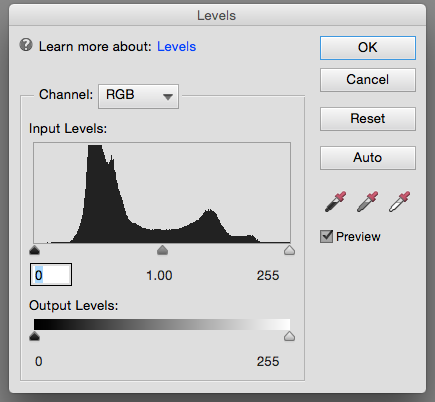 Levels
? Learn more about: Levels
OK
Cancel
Channel: RGB
Reset
Input Levels:
Auto
Preview
0 1.00 255
Output Levels:
0 255